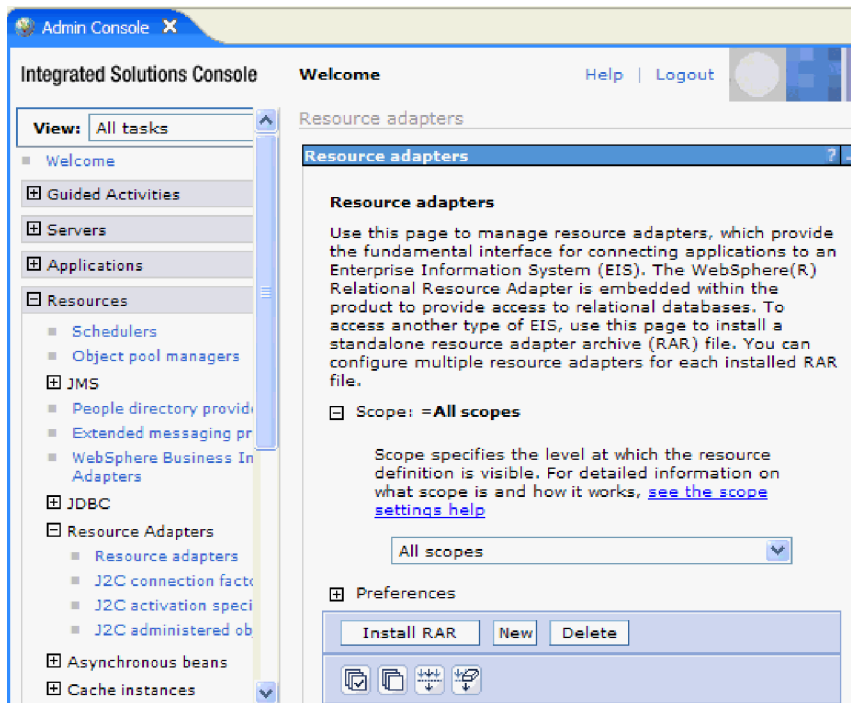 Admin Console
Integrated Solutions Console
Welcome
Help | Logout
View: All tasks
Welcome
Guided Activities
Servers
Applications
Resources
Schedulers
Object pool managers
JMS
People directory provid
Extended messaging pr
WebSphere Business In
Adapters
JDBC
Resource Adapters
Resource adapters
J2C connection facto
J2C activation speci
J2C administered ob
Asynchronous beans
Cache instances
Resource adapters
Resource adapters ?
Resource adapters
Use this page to manage resource adapters, which provide
the fundamental interface for connecting applications to an
Enterprise Information System (EIS). The WebSphere(R)
Relational Resource Adapter is embedded within the
product to provide access to relational databases. To
access another type of EIS, use this page to install a
standalone resource adapter archive (RAR) file. You can
configure multiple resource adapters for each installed RAR
file.
Scope: =All scopes
Scope specifies the level at which the resource
definition is visible. For detailed information on
what scope is and how it works, see the scope
settings help
All scopes
Preferences
Install RAR
New
Delete